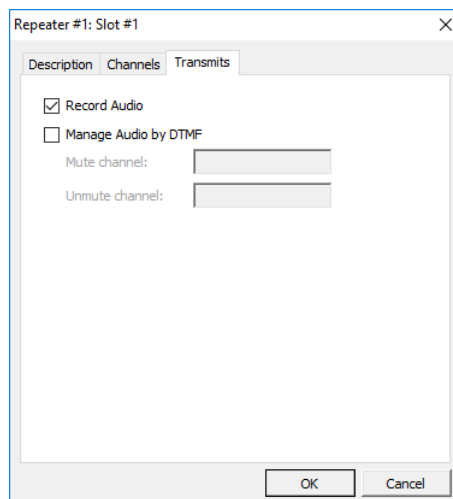 Repeater #1: Slot #1
Description Channels Transmits
Record Audio
Manage Audio by DTMF
Mute channel:
Unmute channel:
OK Cancel